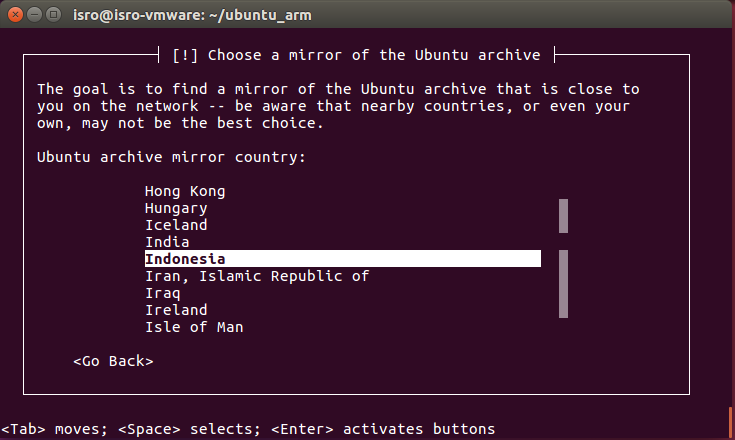 isro@isro-vmware: ~/ubuntu_arm
[!] Choose a mirror of the Ubuntu archive
The goal is to find a mirror of the Ubuntu archive that is close to
you on the network -- be aware that nearby countries, or even your
own, may not be the best choice.
Ubuntu archive mirror country:
Hong Kong
Hungary
Iceland
India
Indonesia
Iran, Islamic Republic of
Iraq
Ireland
Isle of Man
<Go Back>
<Tab> moves; <Space> selects; <Enter> activates buttons